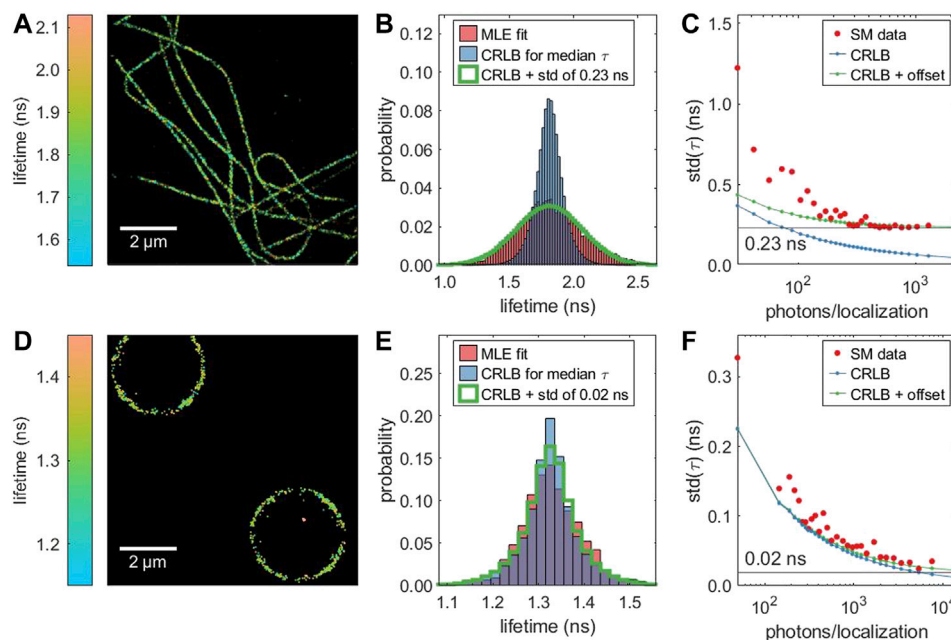 A
lifetime (ns)
2.1
2.0
1.9
1.8
1.7
1.6
2 µm
B
MLE fit
CRLB for median τ
CRLB + std of 0.23 ns
probability
0.12
0.10
0.08
0.06
0.04
0.02
0.00
1.0
1.5
2.0
2.5
lifetime (ns)
C
SM data
CRLB
CRLB + offset
std(τ) (ns)
1.5
1.0
0.5
0.0
0.23 ns
10²
10³
photons/localization
D
lifetime (ns)
1.4
1.3
1.2
2 µm
E
MLE fit
CRLB for median τ
CRLB + std of 0.02 ns
probability
0.25
0.20
0.15
0.10
0.05
0.00
1.1
1.2
1.3
1.4
1.5
lifetime (ns)
F
SM data
CRLB
CRLB + offset
std(τ) (ns)
0.3
0.2
0.1
0.0
0.02 ns
10²
10³
10⁴
photons/localization